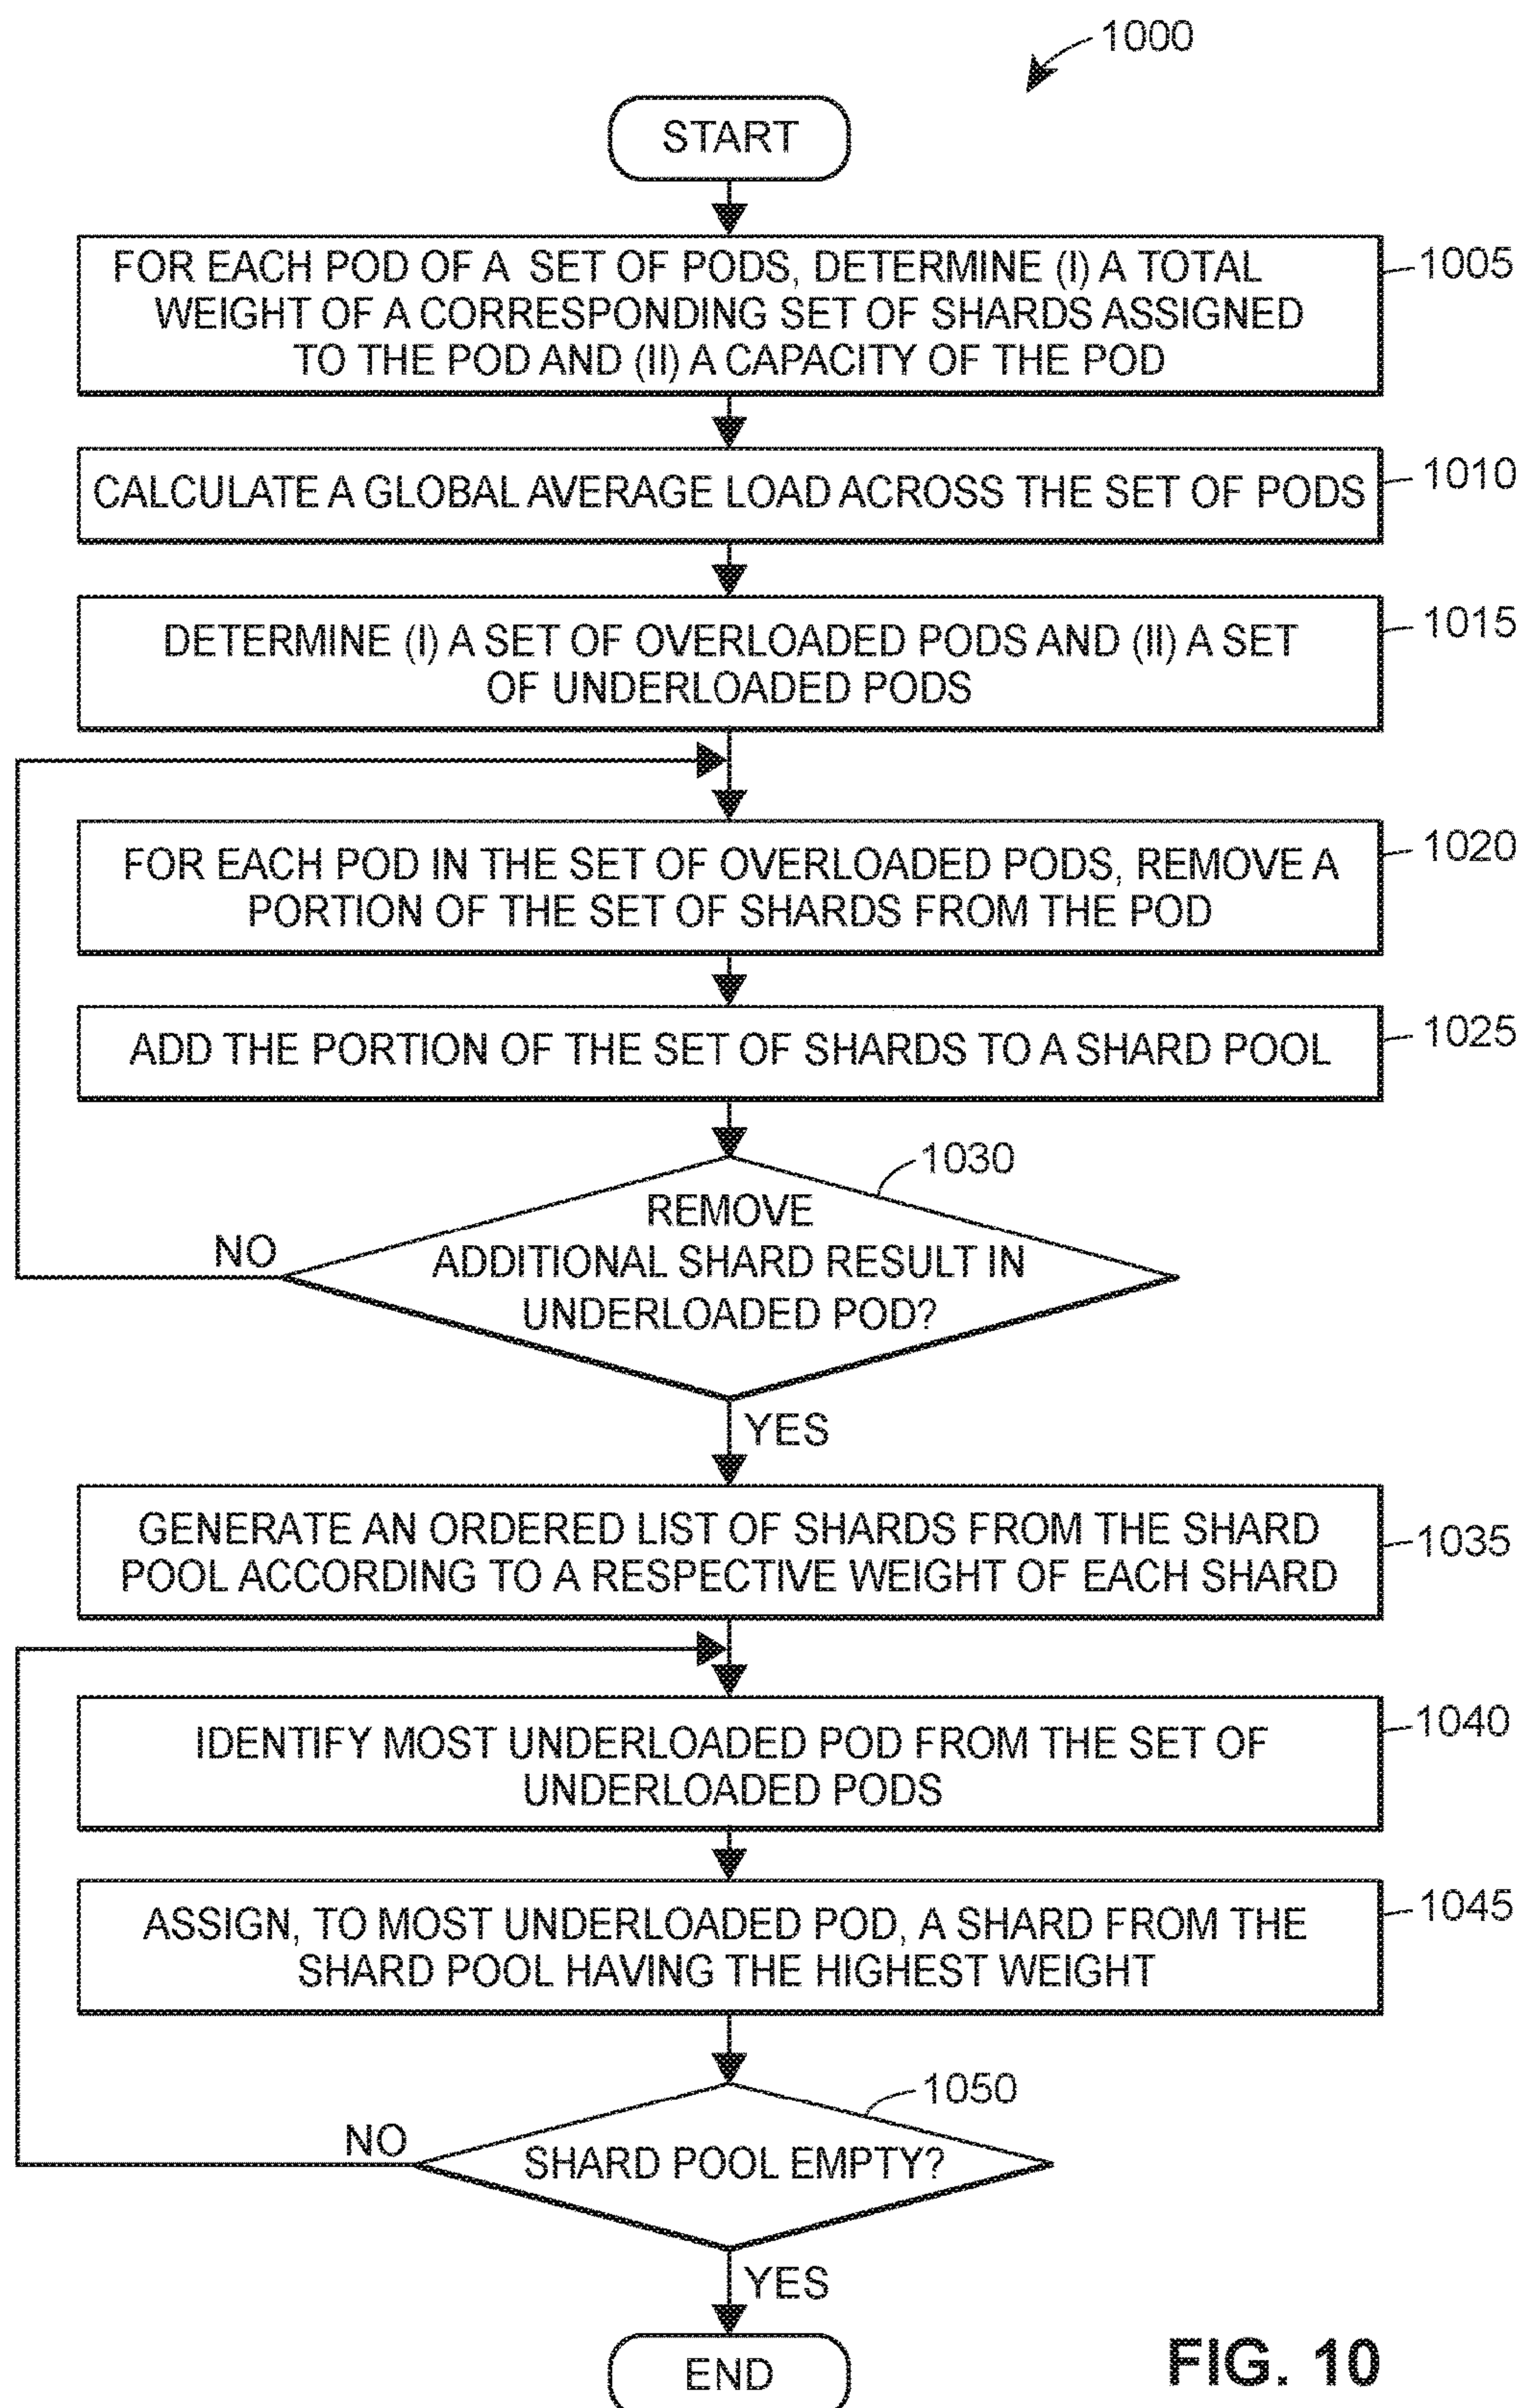 1000
START
FOR EACH POD OF A SET OF PODS, DETERMINE (I) A TOTAL
WEIGHT OF A CORRESPONDING SET OF SHARDS ASSIGNED
TO THE POD AND (II) A CAPACITY OF THE POD
1005
CALCULATE A GLOBAL AVERAGE LOAD ACROSS THE SET OF PODS
1010
DETERMINE (I) A SET OF OVERLOADED PODS AND (II) A SET
OF UNDERLOADED PODS
1015
FOR EACH POD IN THE SET OF OVERLOADED PODS, REMOVE A
PORTION OF THE SET OF SHARDS FROM THE POD
1020
ADD THE PORTION OF THE SET OF SHARDS TO A SHARD POOL
1025
1030
REMOVE
ADDITIONAL SHARD RESULT IN
UNDERLOADED POD?
NO
YES
GENERATE AN ORDERED LIST OF SHARDS FROM THE SHARD
POOL ACCORDING TO A RESPECTIVE WEIGHT OF EACH SHARD
1035
IDENTIFY MOST UNDERLOADED POD FROM THE SET OF
UNDERLOADED PODS
1040
ASSIGN, TO MOST UNDERLOADED POD, A SHARD FROM THE
SHARD POOL HAVING THE HIGHEST WEIGHT
1045
1050
SHARD POOL EMPTY?
NO
YES
END
FIG. 10